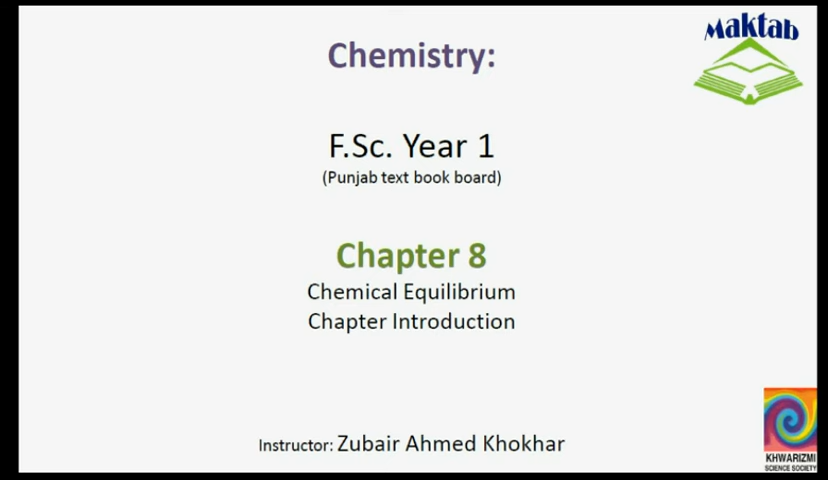 Maktab
Chemistry:
F.Sc. Year 1
(Punjab text book board)
Chapter 8
Chemical Equilibrium
Chapter Introduction
Instructor: Zubair Ahmed Khokhar
KHWARIZMI
SCIENCE SOCIETY